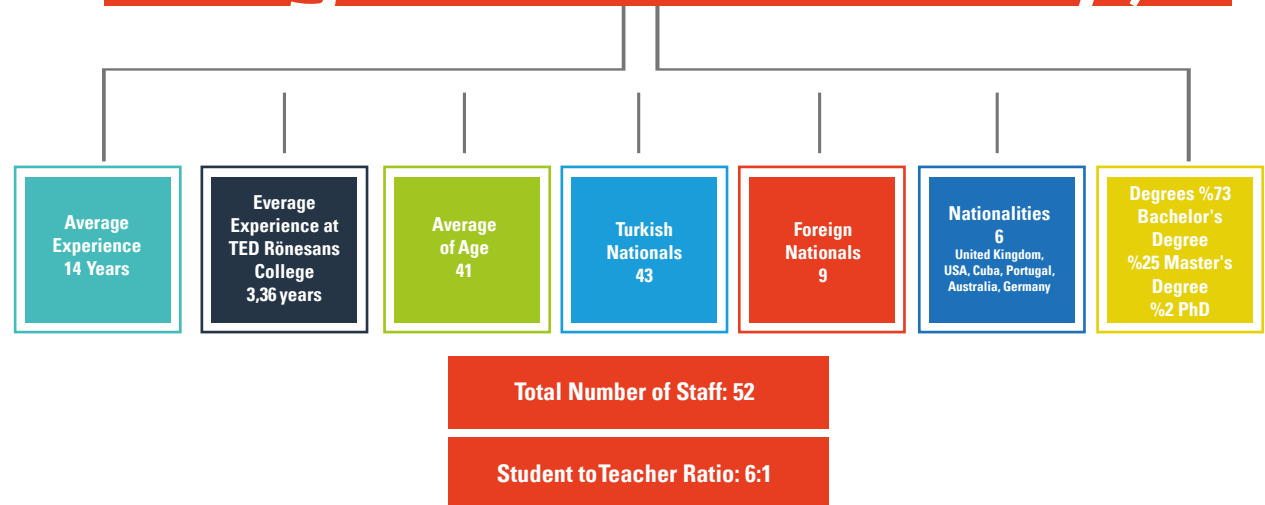 Average
Experience
14 Years
Everage
Experience at
TED Rönesans
College
3,36 years
Average
of Age
41
Turkish
Nationals
43
Foreign
Nationals
9
Nationalities
6
United Kingdom,
USA, Cuba, Portugal,
Australia, Germany
Degrees %73
Bachelor's
Degree
%25 Master's
Degree
%2 PhD
Total Number of Staff: 52
Student to Teacher Ratio: 6:1